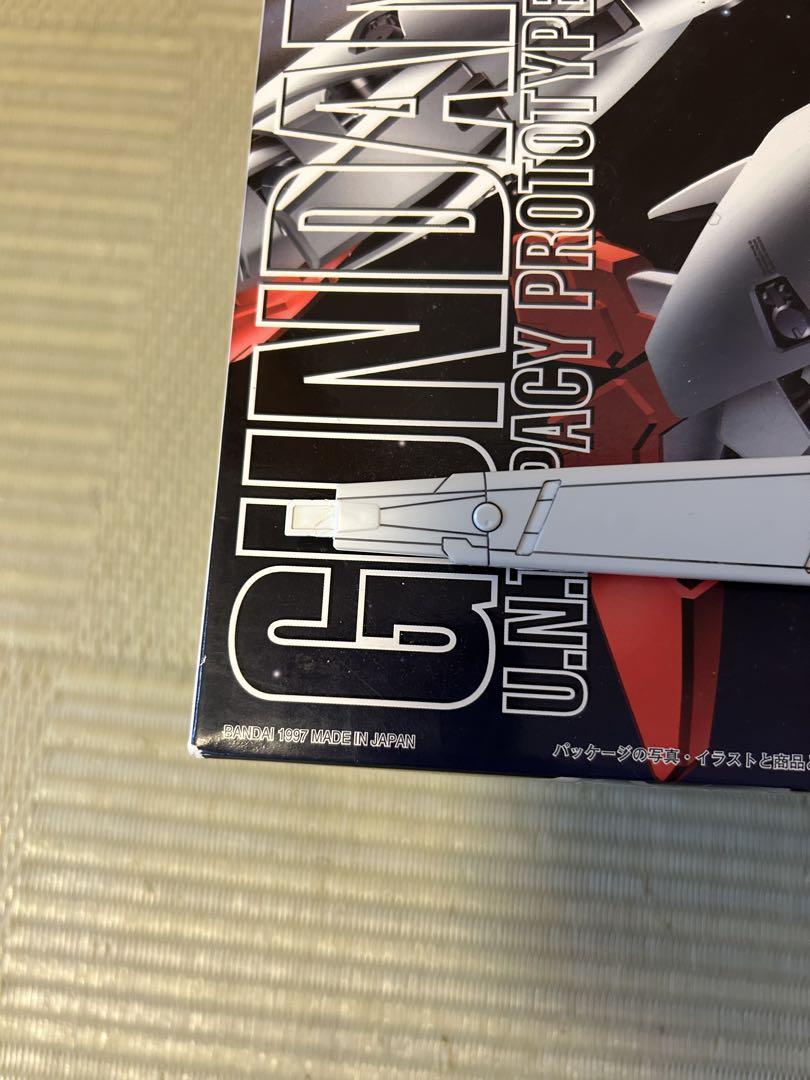 GUNDAM
U.N.T. SPACY PROTOTYPE
BANDAI 1997 MADE IN JAPAN
パッケージの写真・イラストと商品と